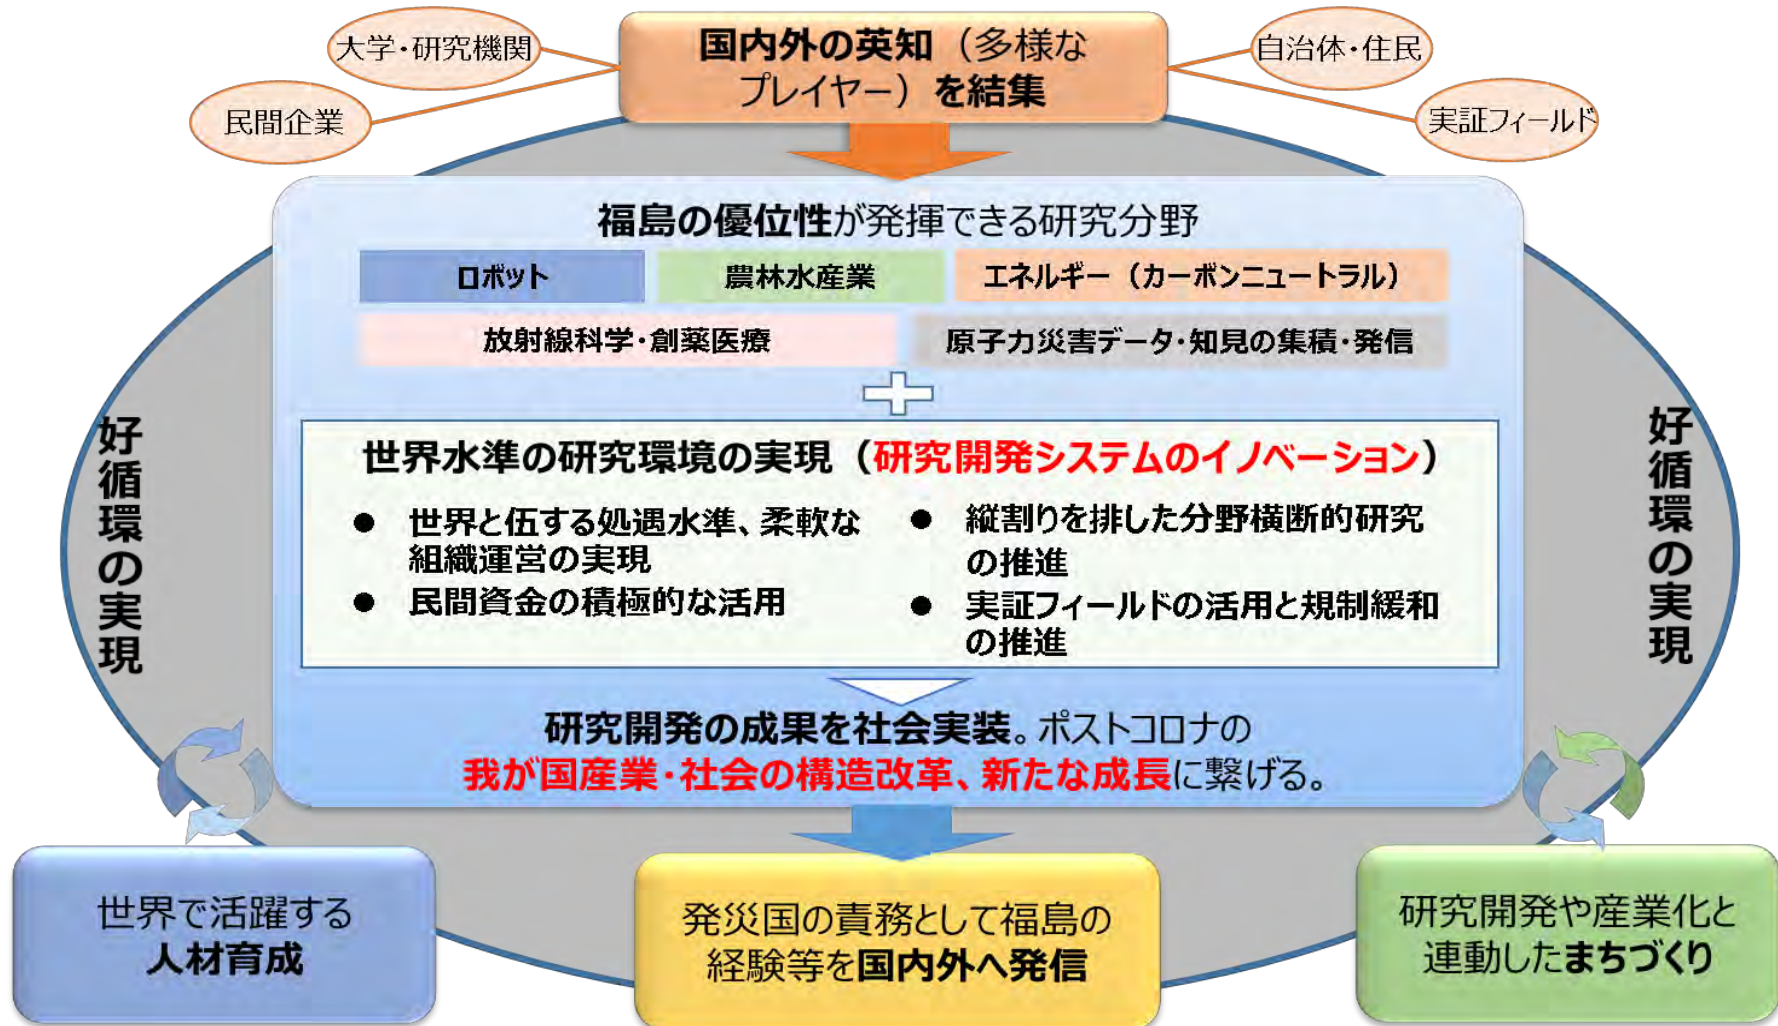 大学・研究機関
民間企業
国内外の英知（多様な
プレイヤー）を結集
自治体・住民
実証フィールド
福島の優位性が発揮できる研究分野
ロボット
農林水産業
エネルギー（カーボンニュートラル）
放射線科学・創薬医療
原子力災害データ・知見の集積・発信
好循環の実現
世界水準の研究環境の実現（研究開発システムのイノベーション）
● 世界と伍する処遇水準、柔軟な
組織運営の実現
● 民間資金の積極的な活用
● 縦割りを排した分野横断的研究
の推進
● 実証フィールドの活用と規制緩和
の推進
好循環の実現
研究開発の成果を社会実装。ポストコロナの
我が国産業・社会の構造改革、新たな成長に繋げる。
世界で活躍する
人材育成
発災国の責務として福島の
経験等を国内外へ発信
研究開発や産業化と
連動したまちづくり